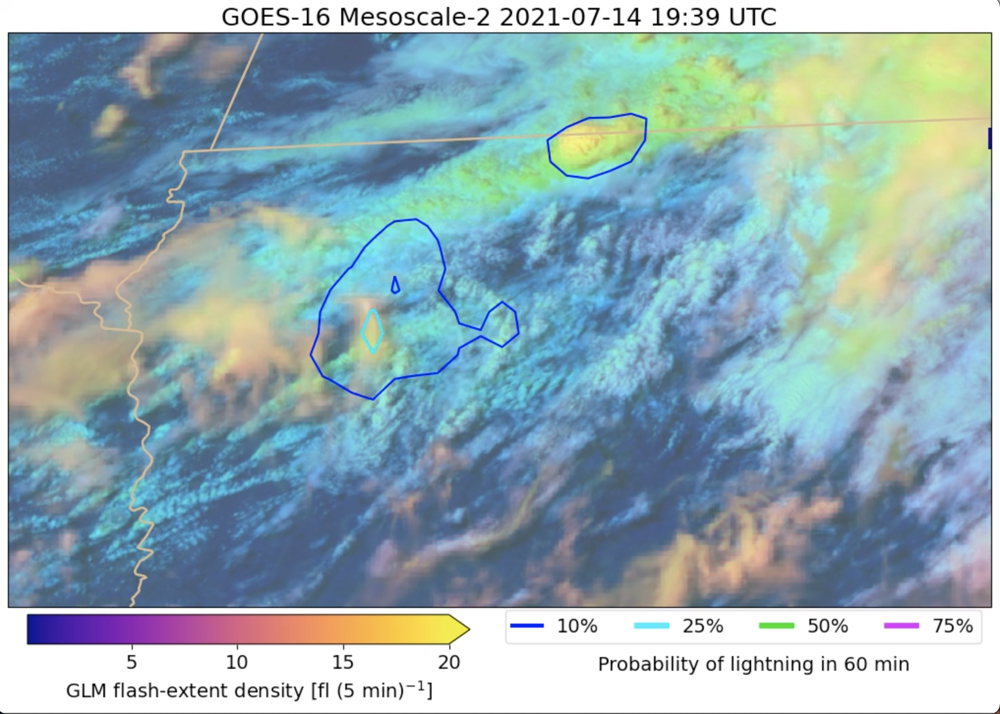 GOES-16 Mesoscale-2 2021-07-14 19:39 UTC
5 10 15 20
GLM flash-extent density [fl (5 min)⁻¹]
10% 25% 50% 75%
Probability of lightning in 60 min